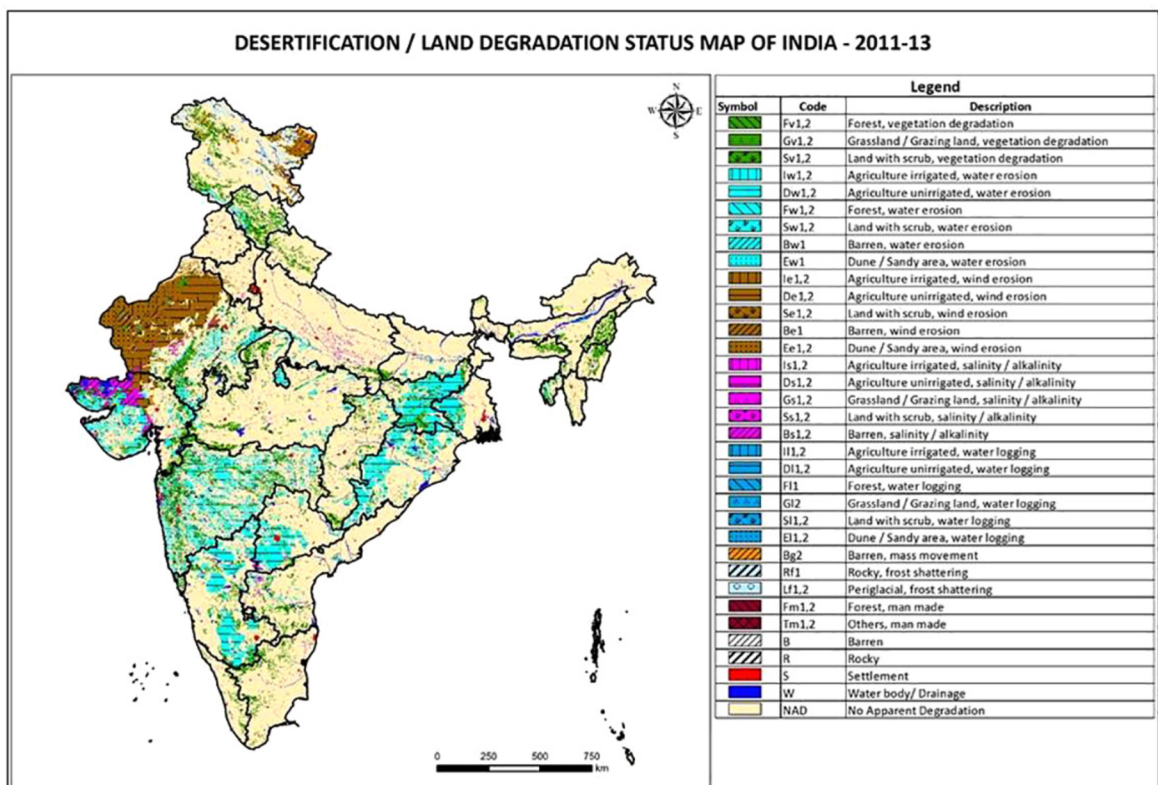 DESERTIFICATION / LAND DEGRADATION STATUS MAP OF INDIA - 2011-13
N
W E
S
0 250 500 750
km
Legend
Symbol Code Description
Fv1,2 Forest, vegetation degradation
Gv1,2 Grassland / Grazing land, vegetation degradation
Sv1,2 Land with scrub, vegetation degradation
Iw1,2 Agriculture irrigated, water erosion
Dw1,2 Agriculture unirrigated, water erosion
Fw1,2 Forest, water erosion
Sw1,2 Land with scrub, water erosion
Bw1 Barren, water erosion
Ew1 Dune / Sandy area, water erosion
Ie1,2 Agriculture irrigated, wind erosion
De1,2 Agriculture unirrigated, wind erosion
Se1,2 Land with scrub, wind erosion
Be1 Barren, wind erosion
Ee1,2 Dune / Sandy area, wind erosion
Is1,2 Agriculture irrigated, salinity / alkalinity
Ds1,2 Agriculture unirrigated, salinity / alkalinity
Gs1,2 Grassland / Grazing land, salinity / alkalinity
Ss1,2 Land with scrub, salinity / alkalinity
Bs1,2 Barren, salinity / alkalinity
Il1,2 Agriculture irrigated, water logging
Dl1,2 Agriculture unirrigated, water logging
Fl1 Forest, water logging
Gl2 Grassland / Grazing land, water logging
Sl1,2 Land with scrub, water logging
El1,2 Dune / Sandy area, water logging
Bg2 Barren, mass movement
Rf1 Rocky, frost shattering
Lf1,2 Periglacial, frost shattering
Fm1,2 Forest, man made
Tm1,2 Others, man made
B Barren
R Rocky
S Settlement
W Water body/ Drainage
NAD No Apparent Degradation